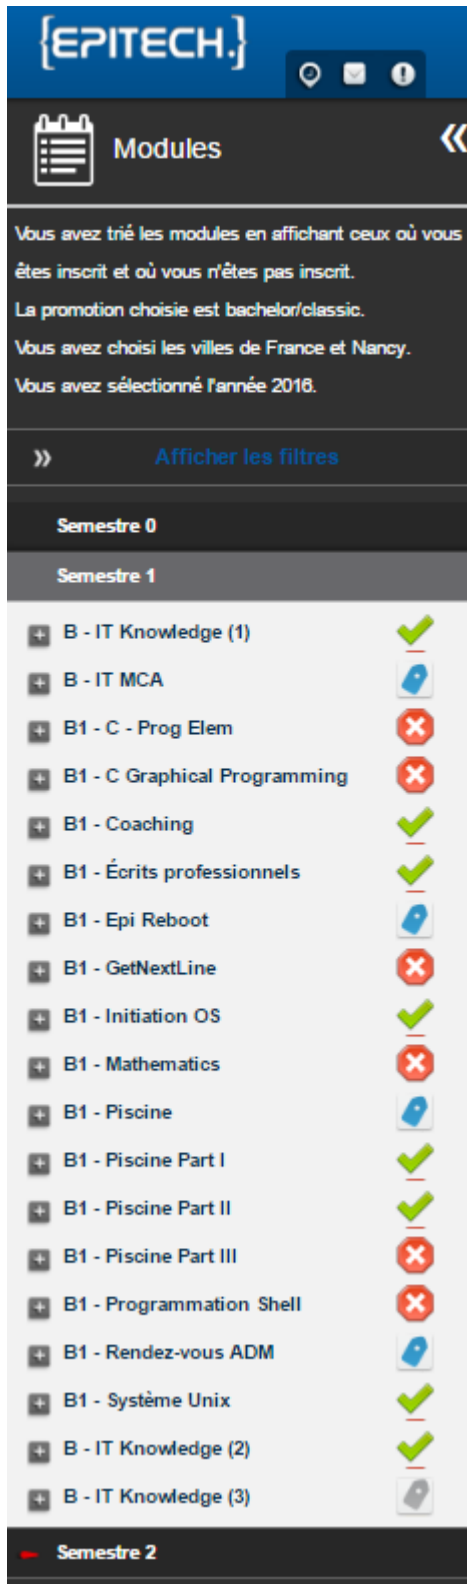 {EPITECH.}
Modules
Vous avez trié les modules en affichant ceux où vous
êtes inscrit et où vous n'êtes pas inscrit.
La promotion choisie est bachelor/classic.
Vous avez choisi les villes de France et Nancy.
Vous avez sélectionné l'année 2016.
Afficher les filtres
Semestre 0
Semestre 1
B - IT Knowledge (1)
B - IT MCA
B1 - C - Prog Elem
B1 - C Graphical Programming
B1 - Coaching
B1 - Écrits professionnels
B1 - Epi Reboot
B1 - GetNextLine
B1 - Initiation OS
B1 - Mathematics
B1 - Piscine
B1 - Piscine Part I
B1 - Piscine Part II
B1 - Piscine Part III
B1 - Programmation Shell
B1 - Rendez-vous ADM
B1 - Système Unix
B - IT Knowledge (2)
B - IT Knowledge (3)
Semestre 2